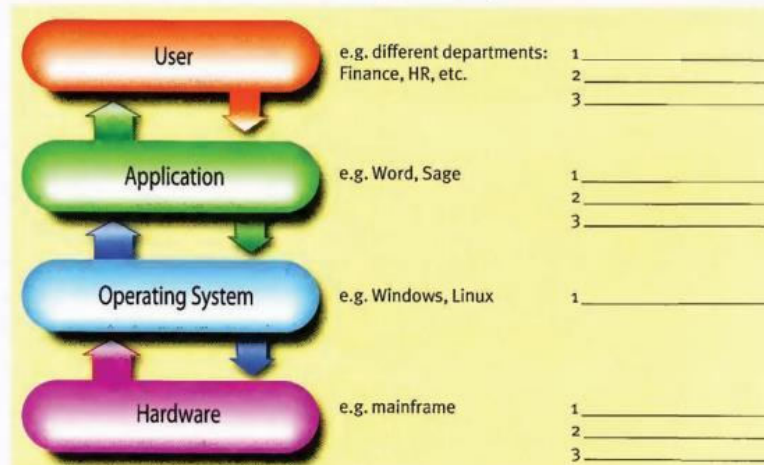 User
e.g. different departments:
Finance, HR, etc.
1
2
3
Application
e.g. Word, Sage
1
2
3
Operating System
e.g. Windows, Linux
1
Hardware
e.g. mainframe
1
2
3